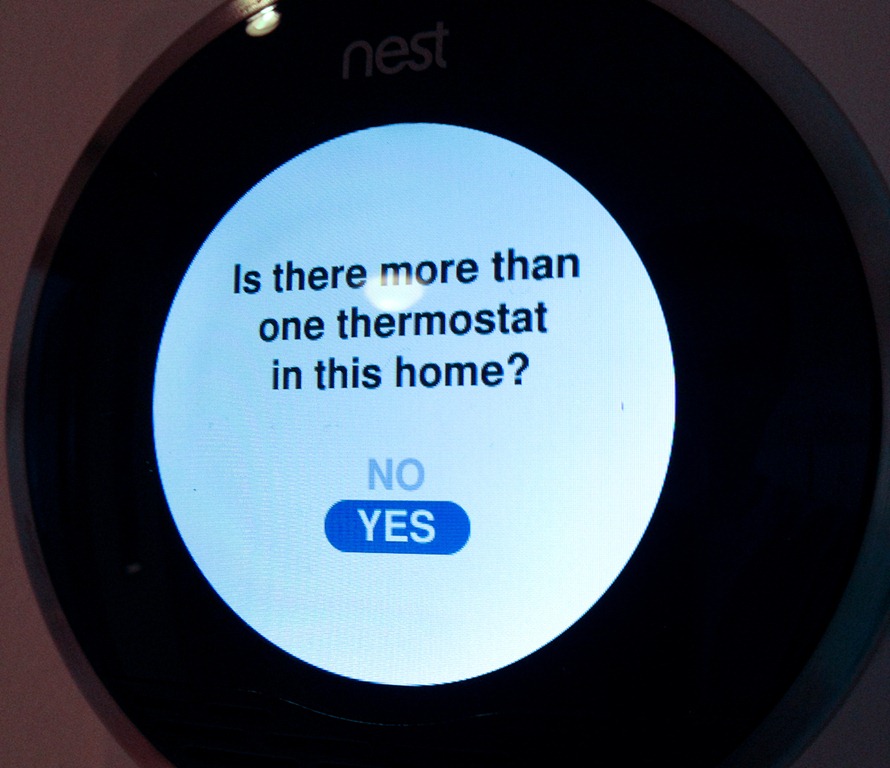 nest
Is there more than
one thermostat
in this home?
NO
YES